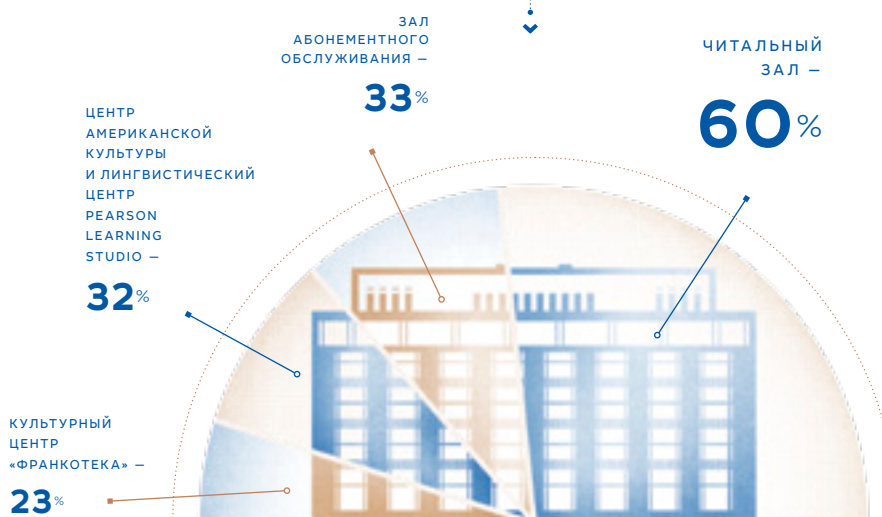 ЗАЛ
АБОНЕМЕНТНОГО
ОБСЛУЖИВАНИЯ —
33%
ЧИТАЛЬНЫЙ
ЗАЛ —
60%
ЦЕНТР
АМЕРИКАНСКОЙ
КУЛЬТУРЫ
И ЛИНГВИСТИЧЕСКИЙ
ЦЕНТР
PEARSON
LEARNING
STUDIO —
32%
КУЛЬТУРНЫЙ
ЦЕНТР
«ФРАНКОТЕКА» —
23%